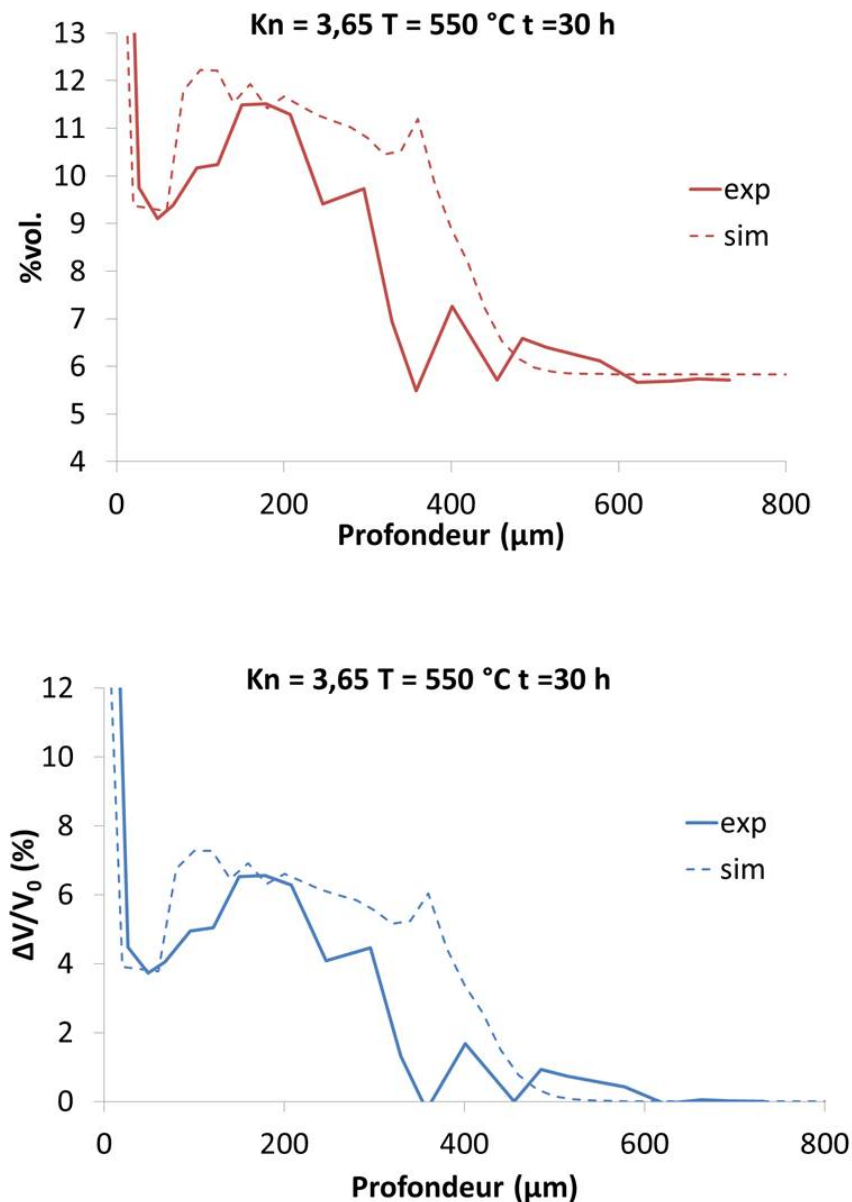 Kn = 3,65 T = 550 °C t =30 h
13
12
11
10
9
8
7
6
5
4
%vol.
exp
sim
0 200 400 600 800
Profondeur (µm)
Kn = 3,65 T = 550 °C t =30 h
12
10
8
6
4
2
0
ΔV/V₀ (%)
exp
sim
0 200 400 600 800
Profondeur (µm)